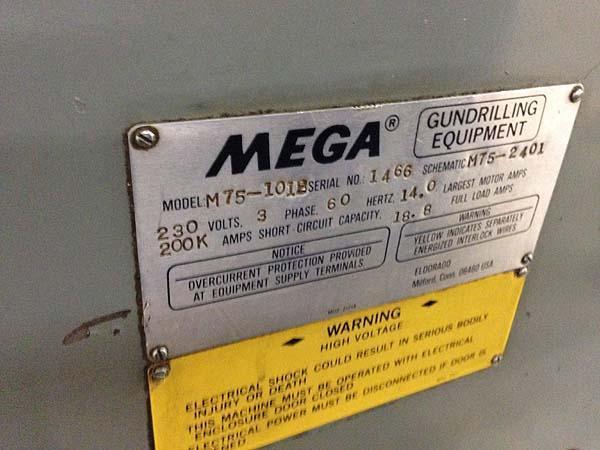 MEGA®
GUNDRILLING
EQUIPMENT
MODEL M75-101B SERIAL NO. 1466 SCHEMATIC M75-2401
230 VOLTS. 3 PHASE. 60 HERTZ. 14.0 LARGEST MOTOR AMPS
200K AMPS SHORT CIRCUIT CAPACITY. 18.8 FULL LOAD AMPS
NOTICE
OVERCURRENT PROTECTION PROVIDED
AT EQUIPMENT SUPPLY TERMINALS.
WARNING
YELLOW INDICATES SEPARATELY
ENERGIZED INTERLOCK WIRES
ELDORADO
Milford, Conn. 06460 USA
WARNING
HIGH VOLTAGE
ELECTRICAL SHOCK COULD RESULT IN SERIOUS BODILY
INJURY OR DEATH
THIS MACHINE MUST BE OPERATED WITH ELECTRICAL
ENCLOSURE DOOR CLOSED
ELECTRICAL POWER MUST BE DISCONNECTED IF DOOR IS